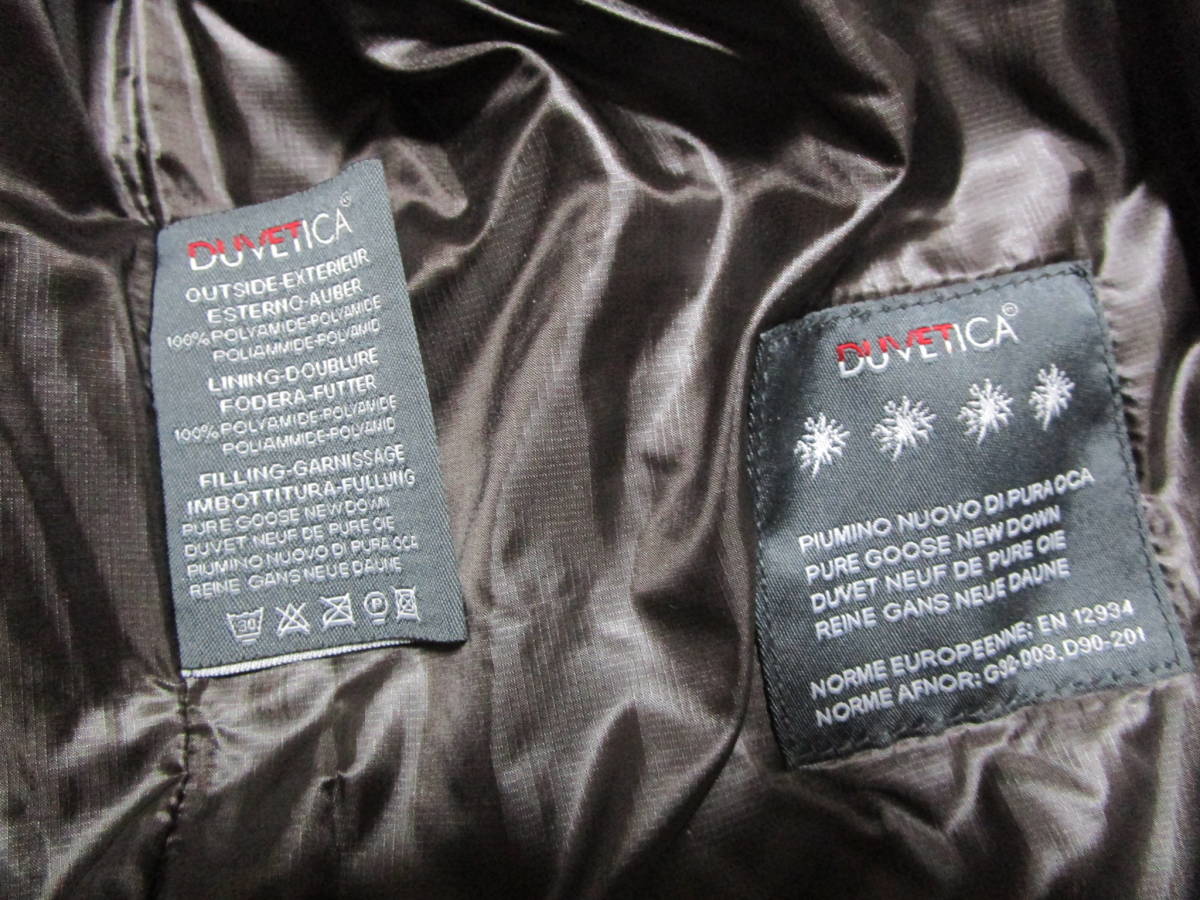 DUVETICA®
OUTSIDE-EXTERIEUR
ESTERNO-AUBER
100% POLYAMIDE-POLYAMIDE
POLIAMMIDE-POLYAMID
LINING-DOUBLURE
FODERA-FUTTER
100% POLYAMIDE-POLYAMIDE
POLIAMMIDE-POLYAMID
FILLING-GARNISSAGE
IMBOTTITURA-FULLUNG
PURE GOOSE NEW DOWN
DUVET NEUF DE PURE OIE
PIUMINO NUOVO DI PURA OCA
REINE GANS NEUE DAUNE
30 P
DUVETICA®
PIUMINO NUOVO DI PURA OCA
PURE GOOSE NEW DOWN
DUVET NEUF DE PURE OIE
REINE GANS NEUE DAUNE
NORME EUROPEENNE: EN 12934
NORME AFNOR: G92-003, D90-201